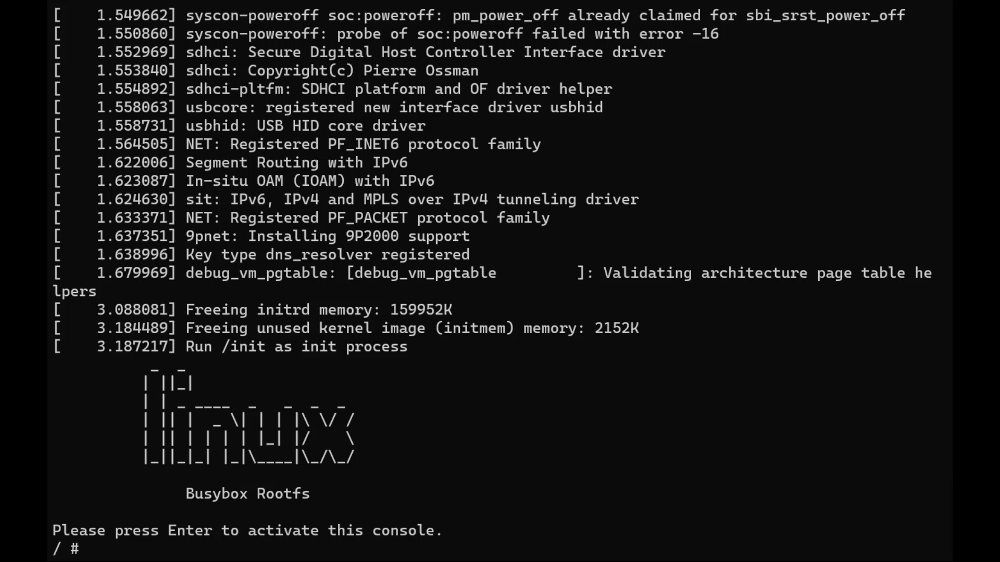 [    1.549662] syscon-poweroff soc:poweroff: pm_power_off already claimed for sbi_srst_power_off
[    1.550860] syscon-poweroff: probe of soc:poweroff failed with error -16
[    1.552969] sdhci: Secure Digital Host Controller Interface driver
[    1.553840] sdhci: Copyright(c) Pierre Ossman
[    1.554892] sdhci-pltfm: SDHCI platform and OF driver helper
[    1.558063] usbcore: registered new interface driver usbhid
[    1.558731] usbhid: USB HID core driver
[    1.564505] NET: Registered PF_INET6 protocol family
[    1.622006] Segment Routing with IPv6
[    1.623087] In-situ OAM (IOAM) with IPv6
[    1.624630] sit: IPv6, IPv4 and MPLS over IPv4 tunneling driver
[    1.633371] NET: Registered PF_PACKET protocol family
[    1.637351] 9pnet: Installing 9P2000 support
[    1.638996] Key type dns_resolver registered
[    1.679969] debug_vm_pgtable: [debug_vm_pgtable         ]: Validating architecture page table he
lpers
[    3.088081] Freeing initrd memory: 159952K
[    3.184489] Freeing unused kernel image (initmem) memory: 2152K
[    3.187217] Run /init as init process
linux
Busybox Rootfs
Please press Enter to activate this console.
/ #